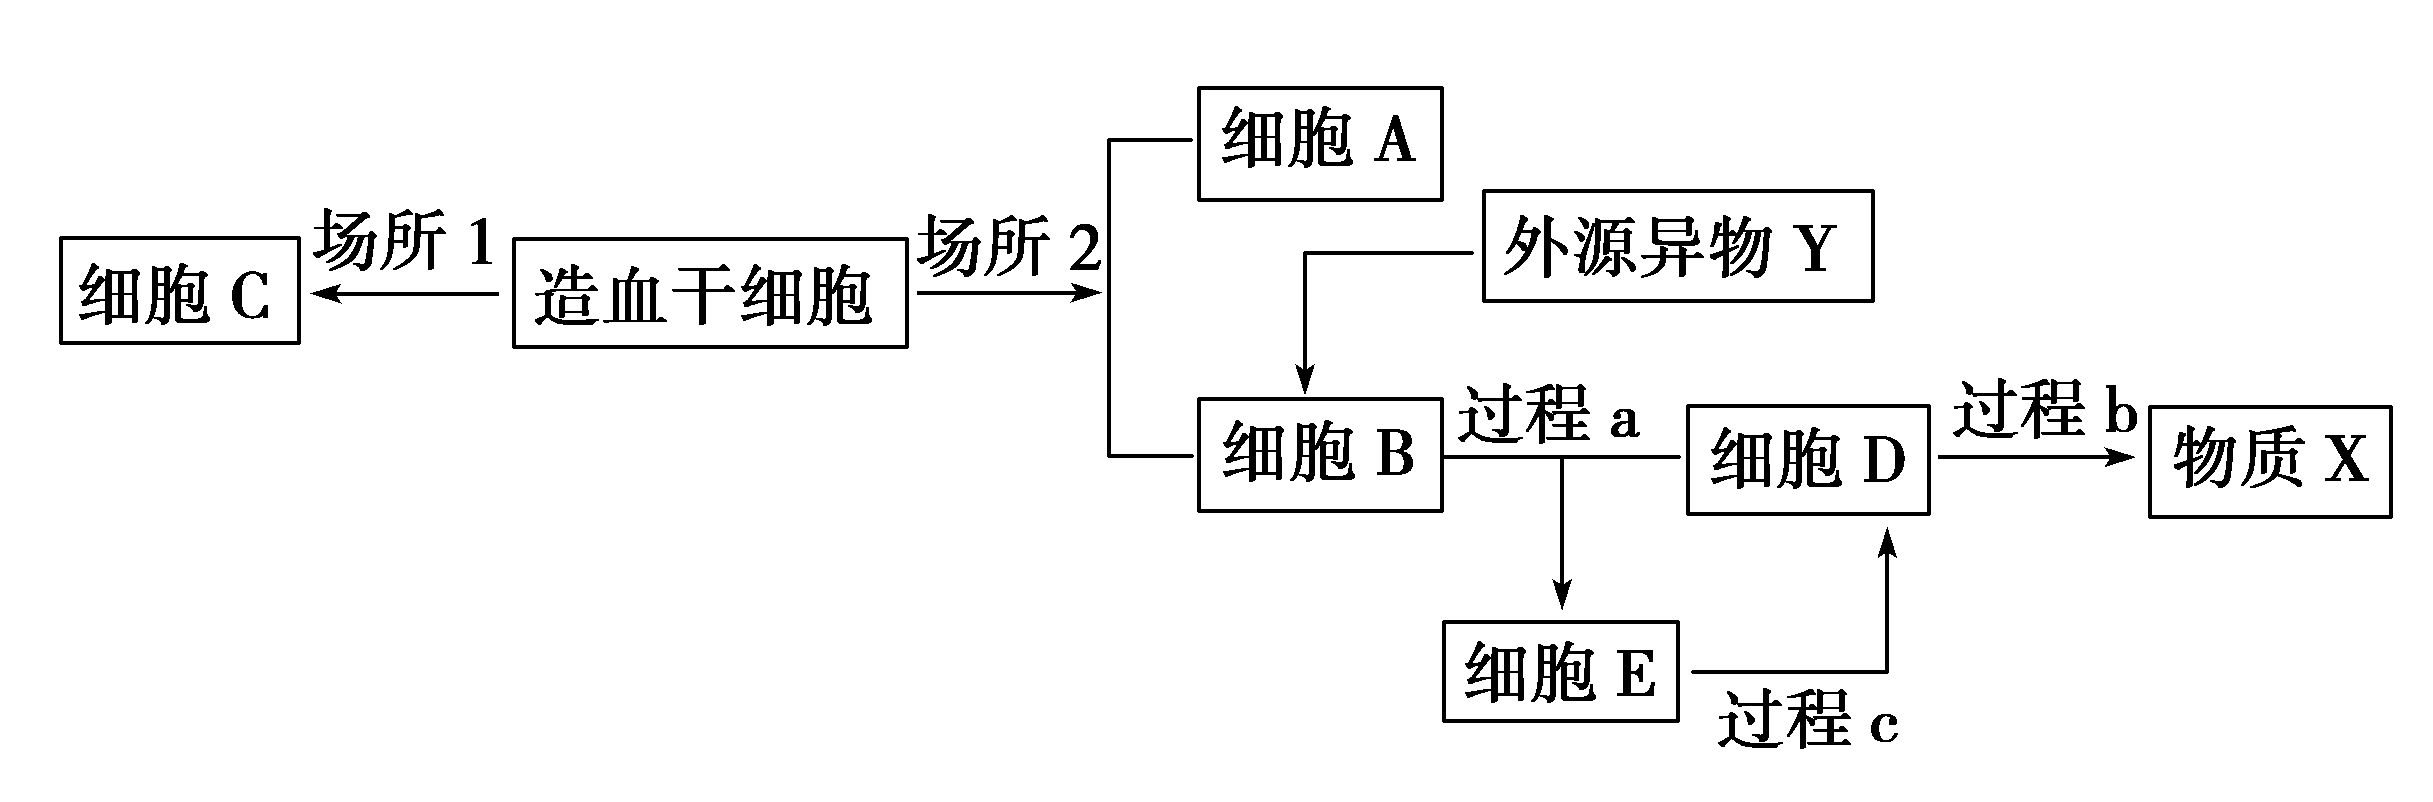 细胞 A
外源异物 Y
场所 1
场所 2
细胞 C
造血干细胞
过程 a
过程 b
细胞 B
细胞 D
物质 X
细胞 E
过程 c